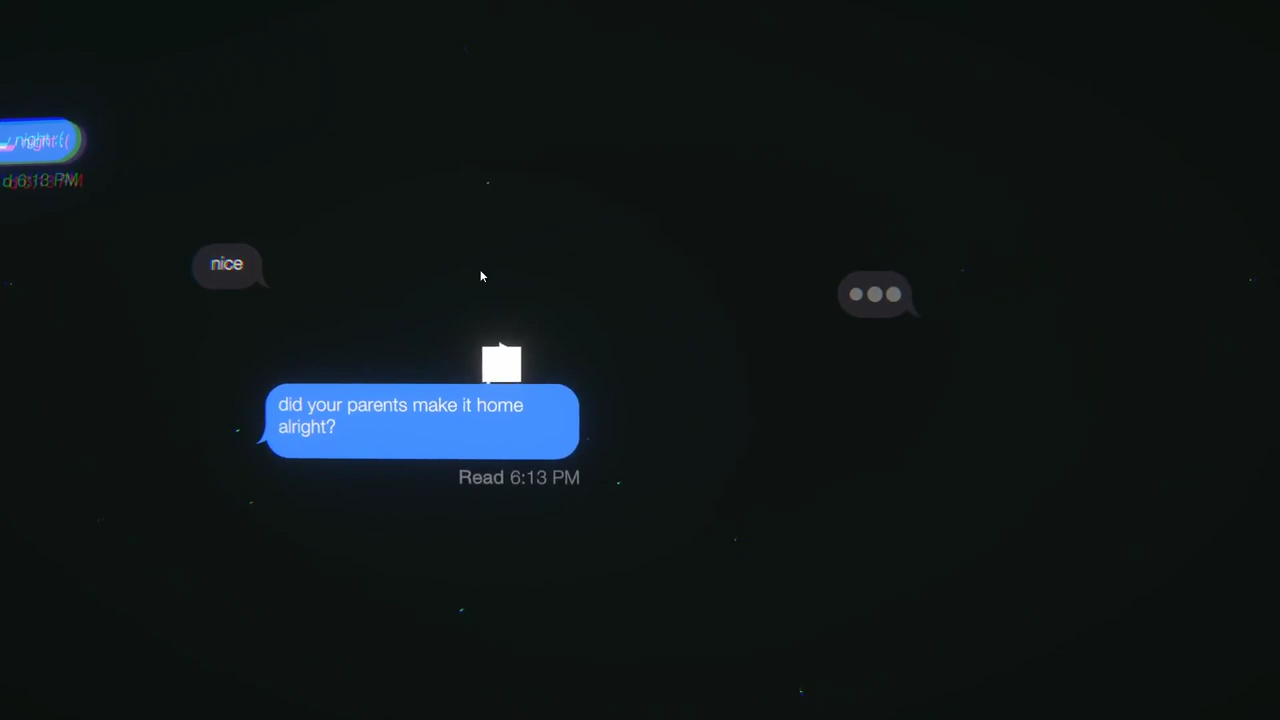 night
6:13 PM
nice
did your parents make it home
alright?
Read 6:13 PM